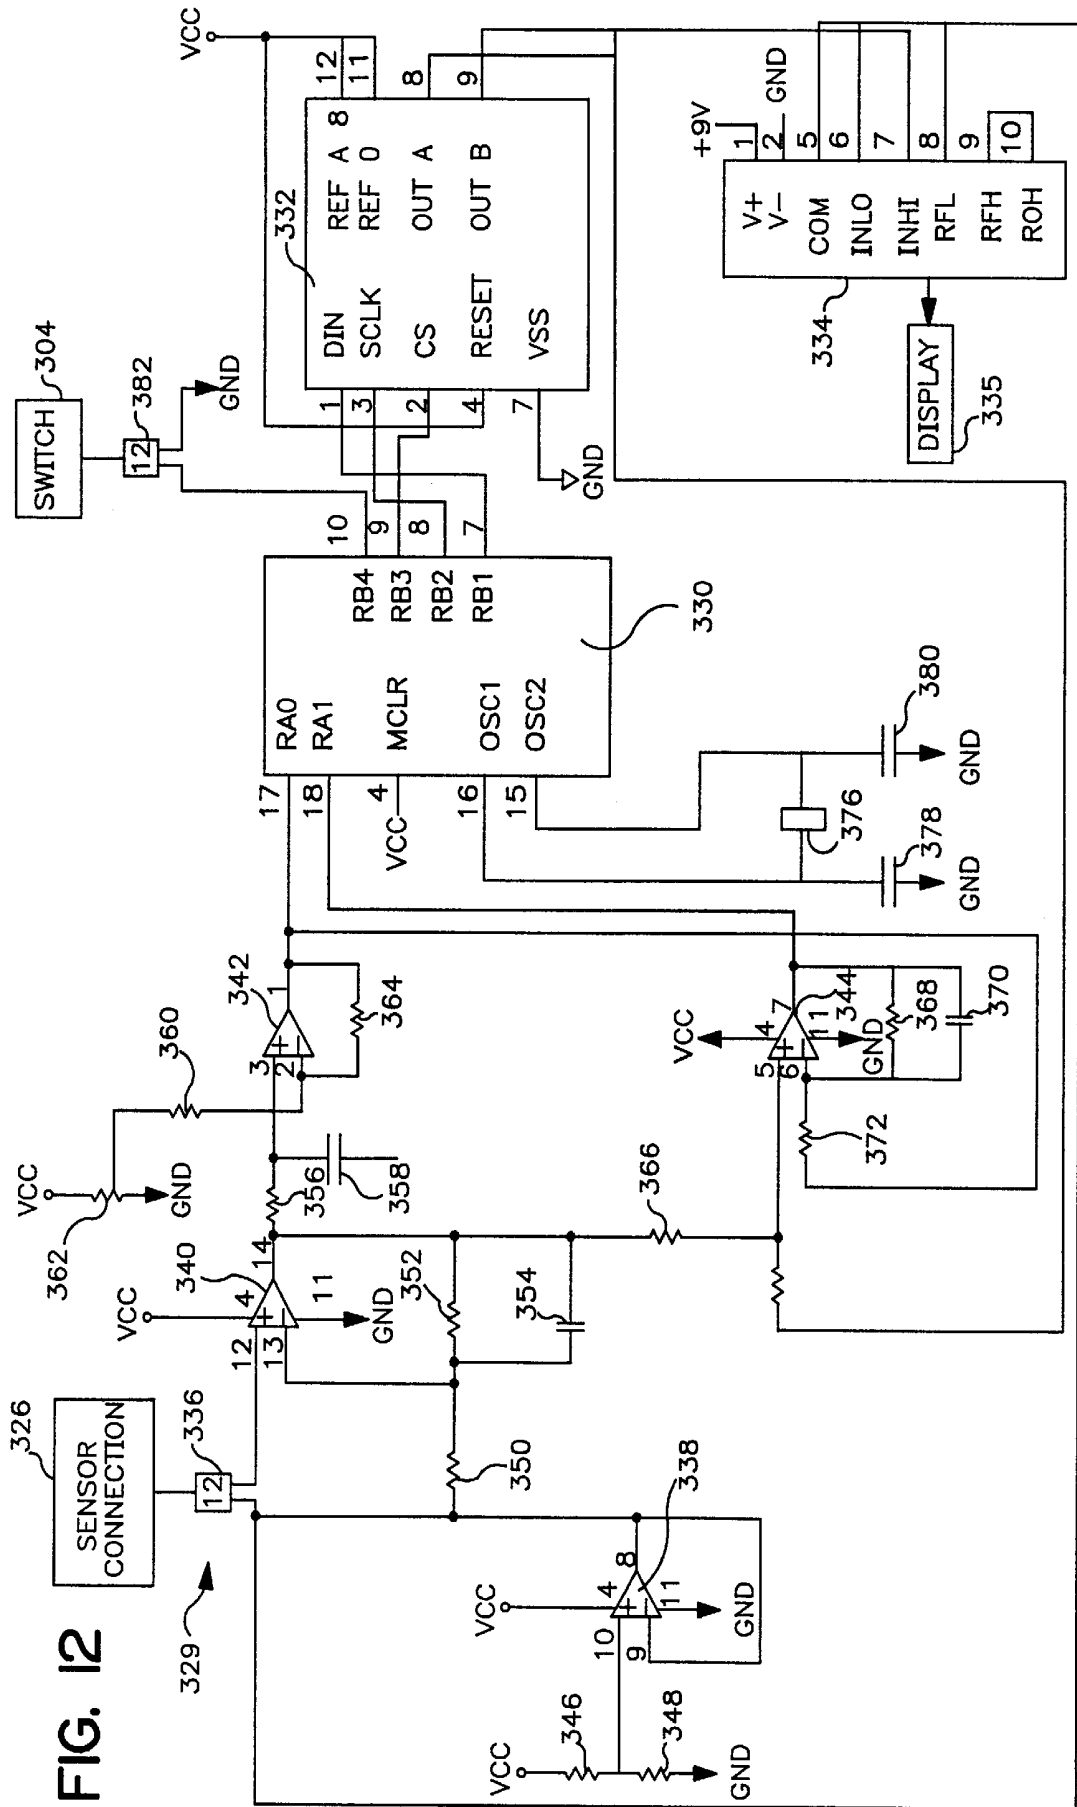 FIG. 12
329
326
SENSOR
CONNECTION
12
336
VCC
4
340
12
13
14
11
GND
VCC
362
GND
360
356
358
3
2
342
1
364
350
352
354
366
VCC
346
348
GND
VCC
10
9
4
8
11
338
GND
VCC
5
6
4
7
11
344
GND
368
370
372
SWITCH
304
12
382
GND
17
18
VCC
4
16
15
RA0
RA1
MCLR
OSC1
OSC2
RB4
RB3
RB2
RB1
10
9
8
7
330
376
378
GND
380
GND
1
3
2
4
7
GND
332
DIN
SCLK
CS
RESET
VSS
8
REF A
REF 0
OUT A
OUT B
12
11
8
9
VCC
+9V
1
2
GND
5
6
7
8
9
10
V+
V-
COM
INLO
INHI
RFL
RFH
ROH
334
DISPLAY
335